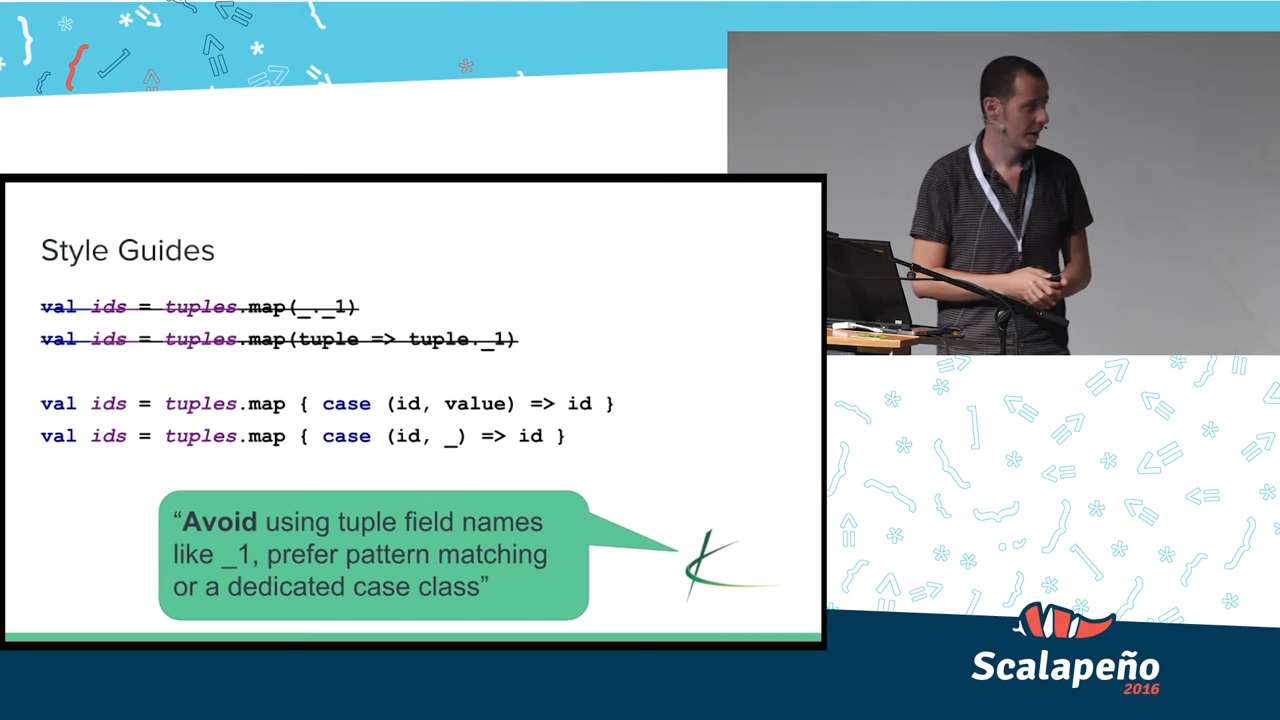 Style Guides
val ids = tuples.map(_._1)
val ids = tuples.map(tuple => tuple._1)
val ids = tuples.map { case (id, value) => id }
val ids = tuples.map { case (id, _) => id }
“Avoid using tuple field names
like _1, prefer pattern matching
or a dedicated case class”
Scalapeño
2016